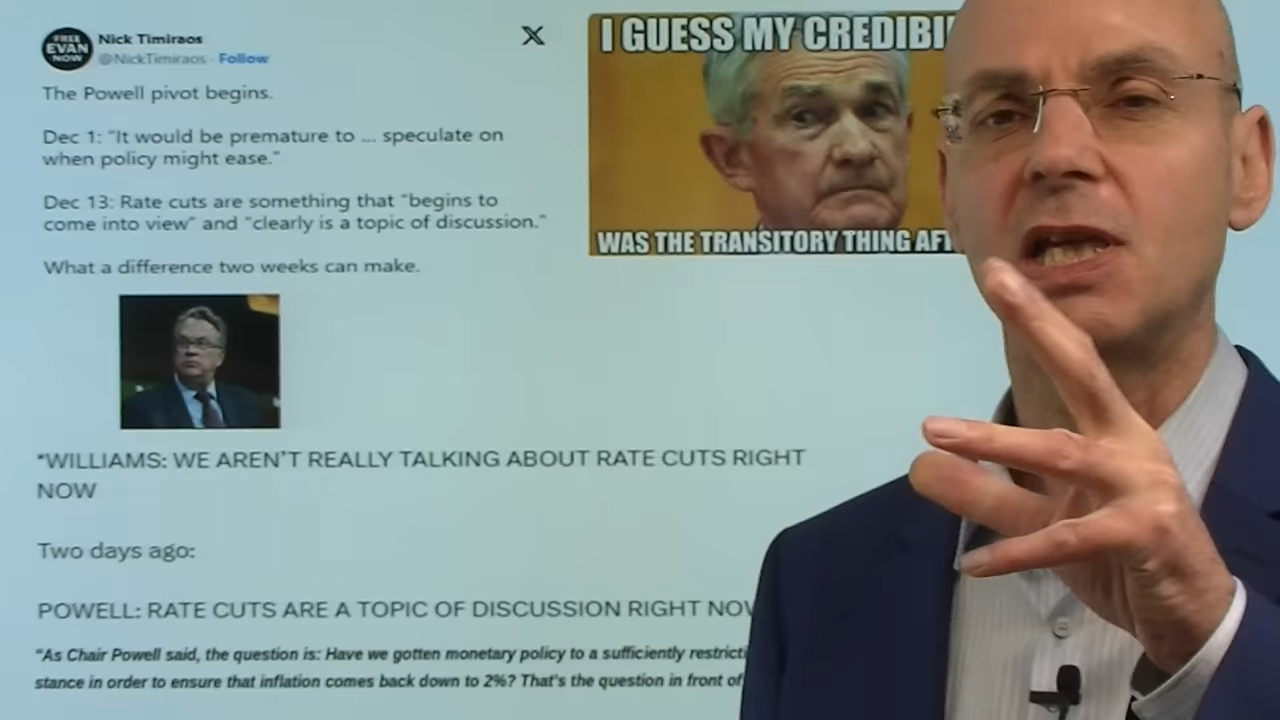 FREE
EVAN
NOW
Nick Timiraos
@NickTimiraos · Follow
X
The Powell pivot begins.
Dec 1: "It would be premature to ... speculate on
when policy might ease."
Dec 13: Rate cuts are something that "begins to
come into view" and "clearly is a topic of discussion."
What a difference two weeks can make.
I GUESS MY
WAS THE TRANSITORY THING
*WILLIAMS: WE AREN'T REALLY TALKING ABOUT RATE CUTS RIGHT
NOW
Two days ago:
POWELL: RATE CUTS ARE A TOPIC OF DISCUSSION RIGHT
"As Chair Powell said, the question is: Have we gotten monetary policy to a sufficiently
stance in order to ensure that inflation comes back down to 2%? That's the question in front of